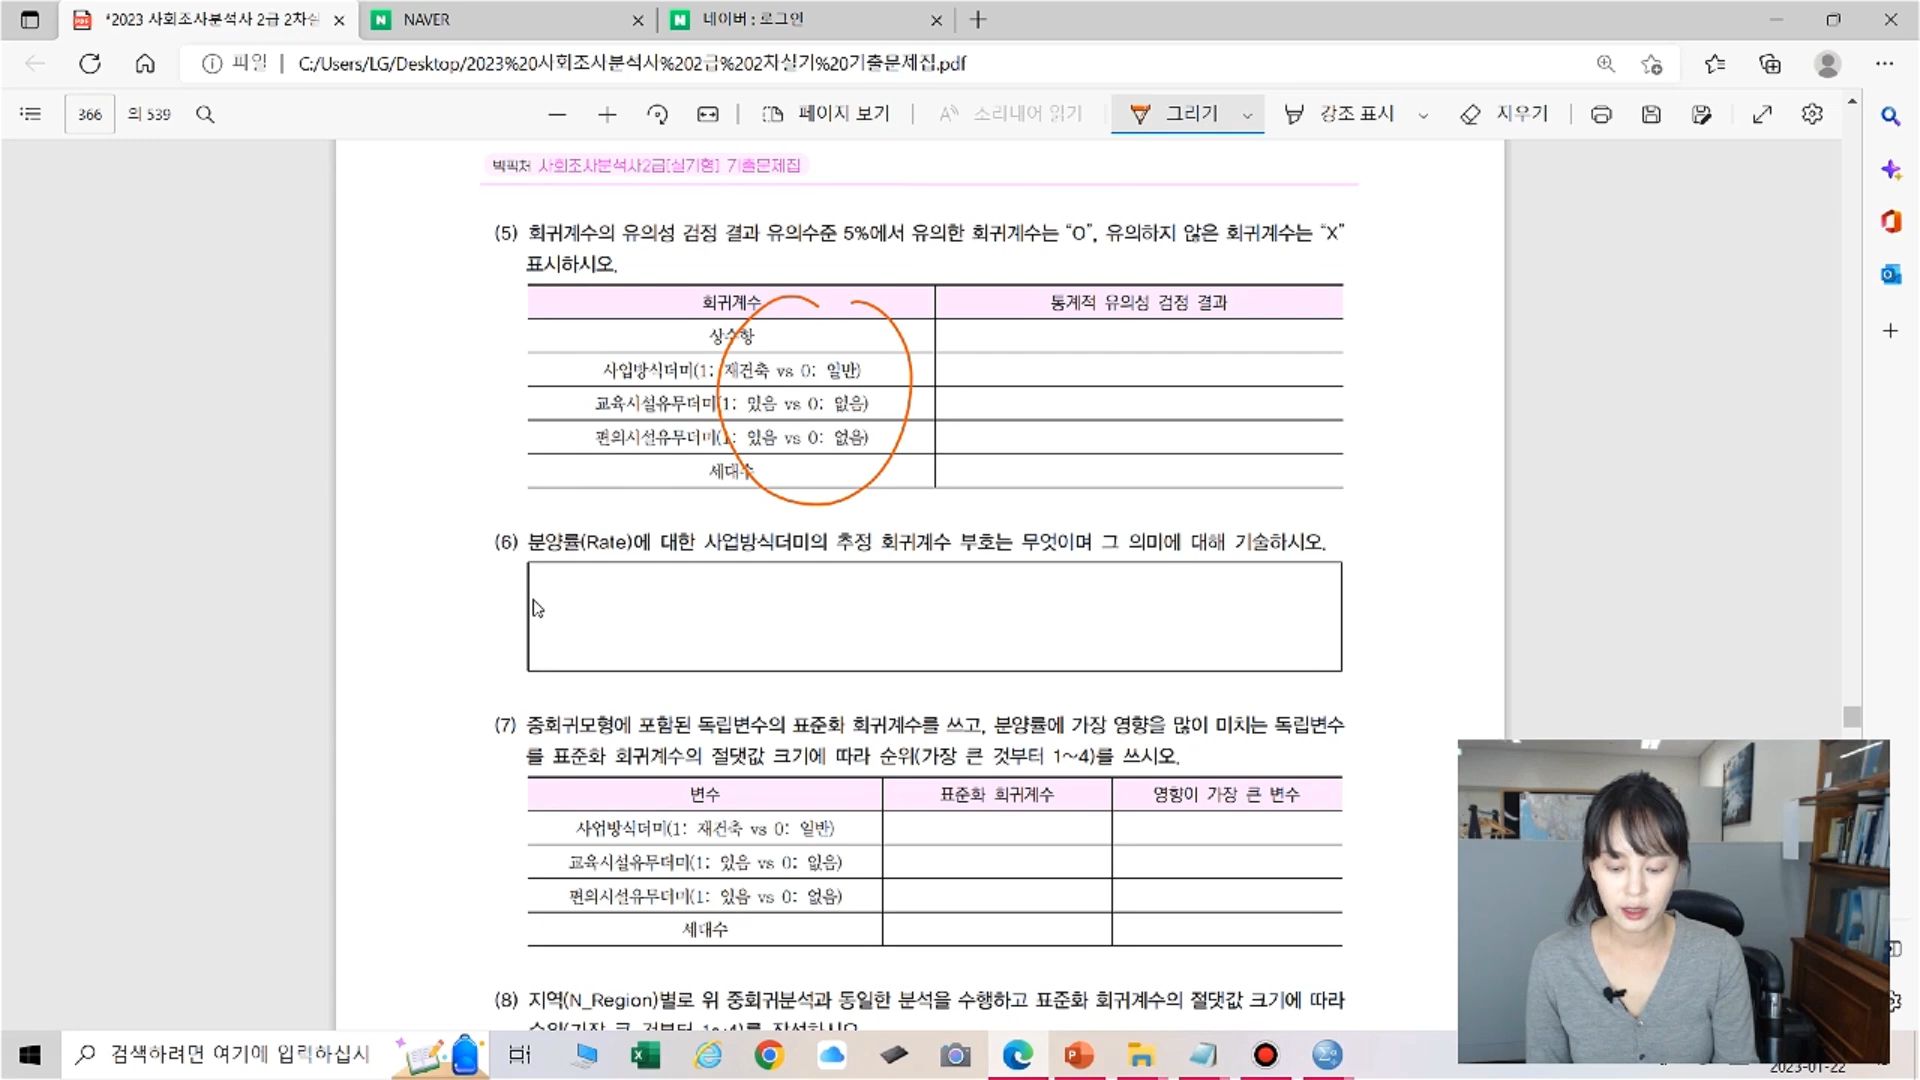 *2023 사회조사분석사 2급 2차실
NAVER
네이버 : 로그인
파일
C:/Users/LG/Desktop/2023%20사회조사분석사%202급%202차실기%20기출문제집.pdf
366
의 539
페이지 보기
소리내어 읽기
그리기
강조 표시
지우기
빅픽처 사회조사분석사2급[실기형] 기출문제집
(5) 회귀계수의 유의성 검정 결과 유의수준 5%에서 유의한 회귀계수는 “O”, 유의하지 않은 회귀계수는 “X”
표시하시오.
회귀계수
통계적 유의성 검정 결과
상수항
사업방식더미(1: 재건축 vs 0: 일반)
교육시설유무더미(1: 있음 vs 0: 없음)
편의시설유무더미(1: 있음 vs 0: 없음)
세대수
(6) 분양률(Rate)에 대한 사업방식더미의 추정 회귀계수 부호는 무엇이며 그 의미에 대해 기술하시오.
(7) 중회귀모형에 포함된 독립변수의 표준화 회귀계수를 쓰고, 분양률에 가장 영향을 많이 미치는 독립변수
를 표준화 회귀계수의 절댓값 크기에 따라 순위(가장 큰 것부터 1~4)를 쓰시오.
변수
표준화 회귀계수
영향이 가장 큰 변수
사업방식더미(1: 재건축 vs 0: 일반)
교육시설유무더미(1: 있음 vs 0: 없음)
편의시설유무더미(1: 있음 vs 0: 없음)
세대수
(8) 지역(N_Region)별로 위 중회귀분석과 동일한 분석을 수행하고 표준화 회귀계수의 절댓값 크기에 따라
순위(가장 큰 것부터 1~4)를 작성하시오
검색하려면 여기에 입력하십시
2023-01-22